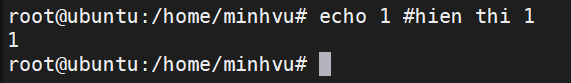 root@ubuntu:/home/minhvu# echo 1 #hien thi 1
1
root@ubuntu:/home/minhvu#